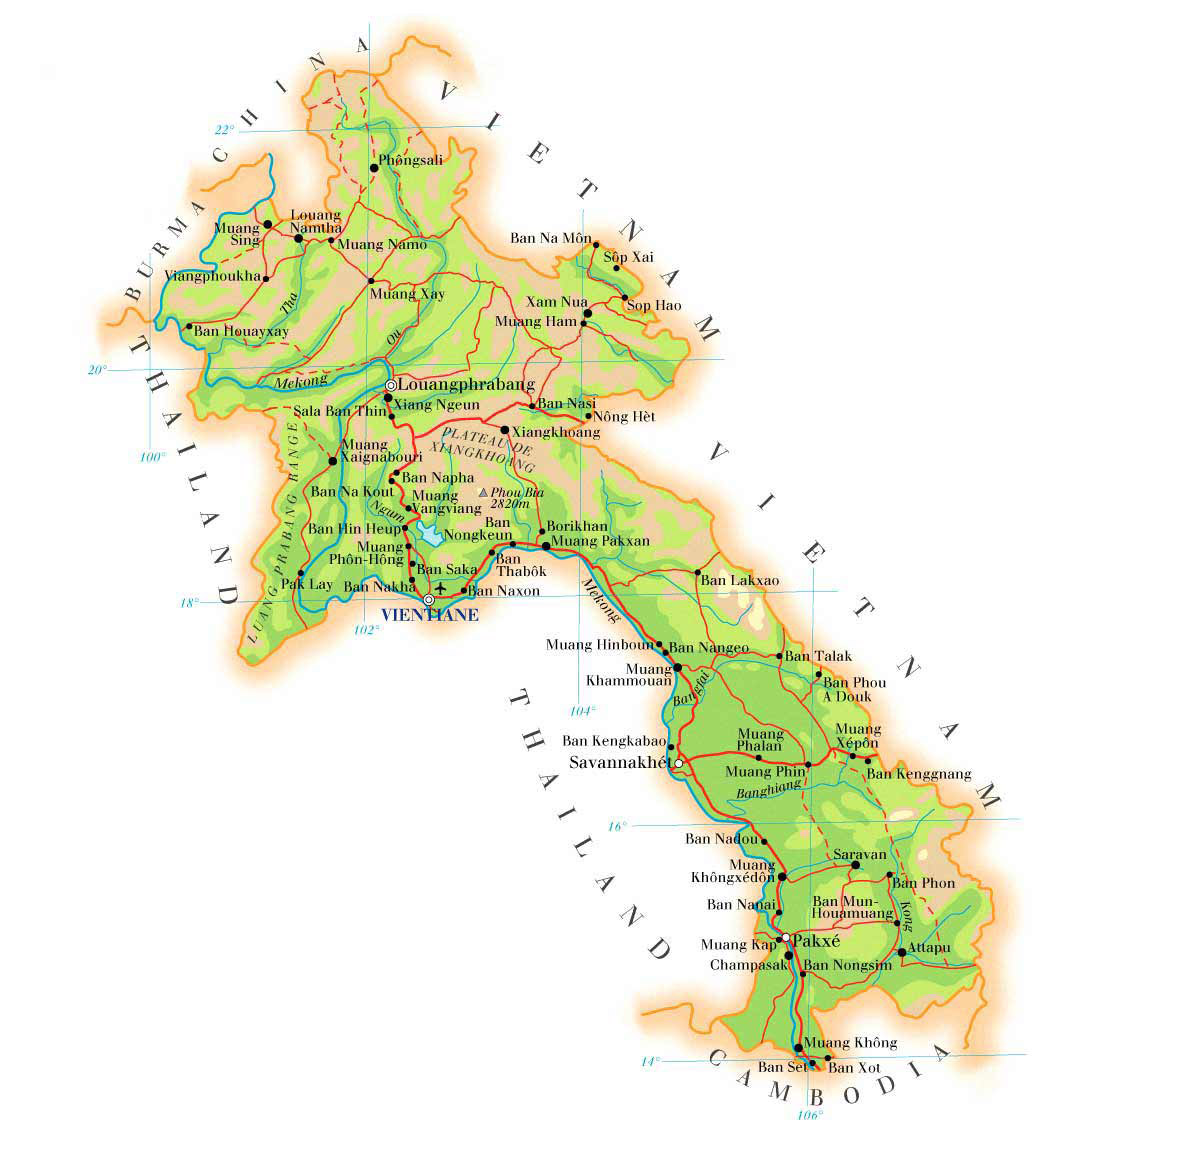 CHINA
VIETNAM
22°
Phôngsali
BURMA
Louang
Namtha
Muang
Sing
Muang Namo
Ban Na Môn
Sôp Xai
Viangphoukha
Muang Xay
Tha
Xam Nua
Sop Hao
Muang Ham
Ban Houayxay
Ou
THAILAND
20°
Mekong
Louangphrabang
Xiang Ngeun
Sala Ban Thin
Ban Nasi
Nông Hèt
PLATEAU DE
XIANGKHOANG
Xiangkhoang
100°
Muang
Xaignabouri
LUANG PRABANG RANGE
Ban Napha
Ban Na Kout
Muang
Vangviang
Phou Bia
2820m
Ngum
Ban Hin Heup
Ban
Nongkeun
Borikhan
Muang Pakxan
Muang
Phôn-Hông
Ban Saka
Ban
Thabôk
Pak Lay
Ban Nakha
Ban Naxon
VIENTIANE
18°
102°
VIETNAM
Ban Lakxao
Mekong
Muang Hinboun
Ban Nangeo
Ban Talak
Muang
Khammouan
Bangfai
Ban Phou
A Douk
104°
THAILAND
Ban Kengkabao
Savannakhét
Muang
Phalan
Muang
Xépôn
Muang Phin
Ban Kenggnang
Banghiang
16°
Ban Nadou
Saravan
Muang
Khôngxédôn
Ban Phon
Ban Nanai
Ban Mun-
Houamuang
Kong
Muang Kap
Pakxé
Attapu
Champasak
Ban Nongsim
Muang Không
14°
Ban Set
Ban Xot
CAMBODIA
106°